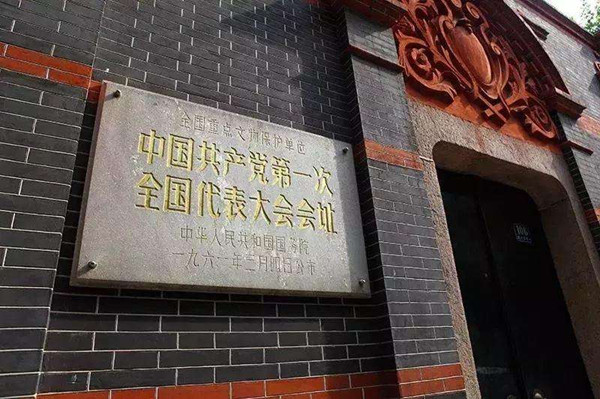 全国重点文物保护单位
中国共产党第一次
全国代表大会会址
中华人民共和国国务院
一九六一年三月四日公布
106